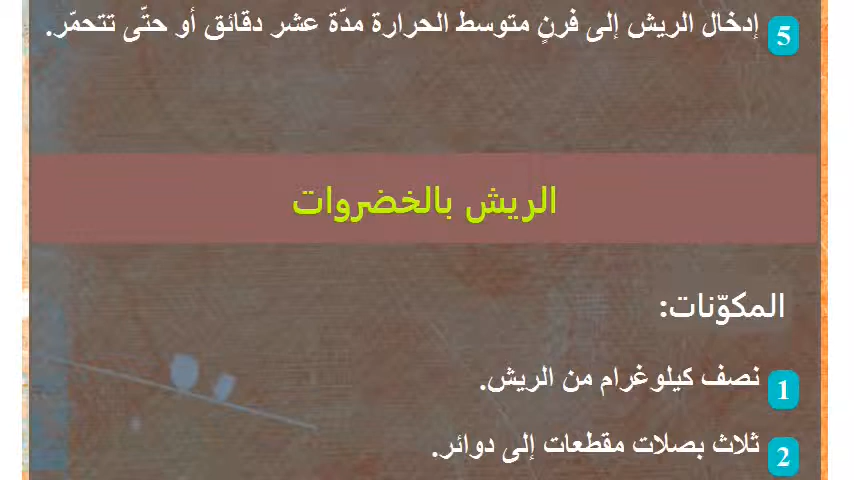 5 إدخال الريش إلى فرنٍ متوسط الحرارة مدّة عشر دقائق أو حتّى تتحمّر.
الريش بالخضروات
المكوّنات:
1 نصف كيلوغرام من الريش.
2 ثلاث بصلات مقطعات إلى دوائر.